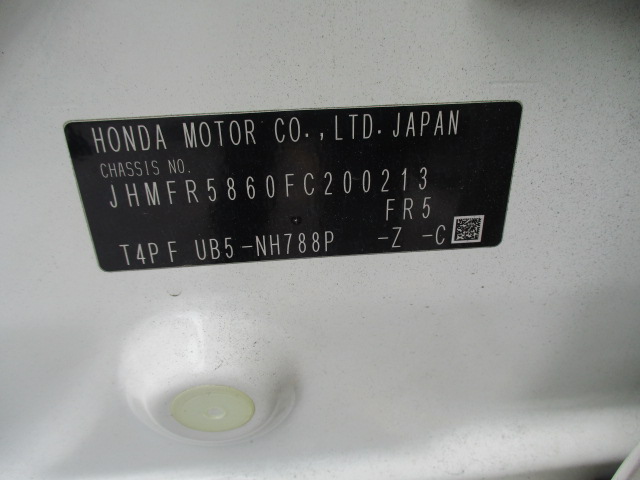 HONDA MOTOR CO.,LTD.JAPAN
CHASSIS NO.
JHMFR5860FC200213
FR5
T4PF UB5-NH788P -Z -C